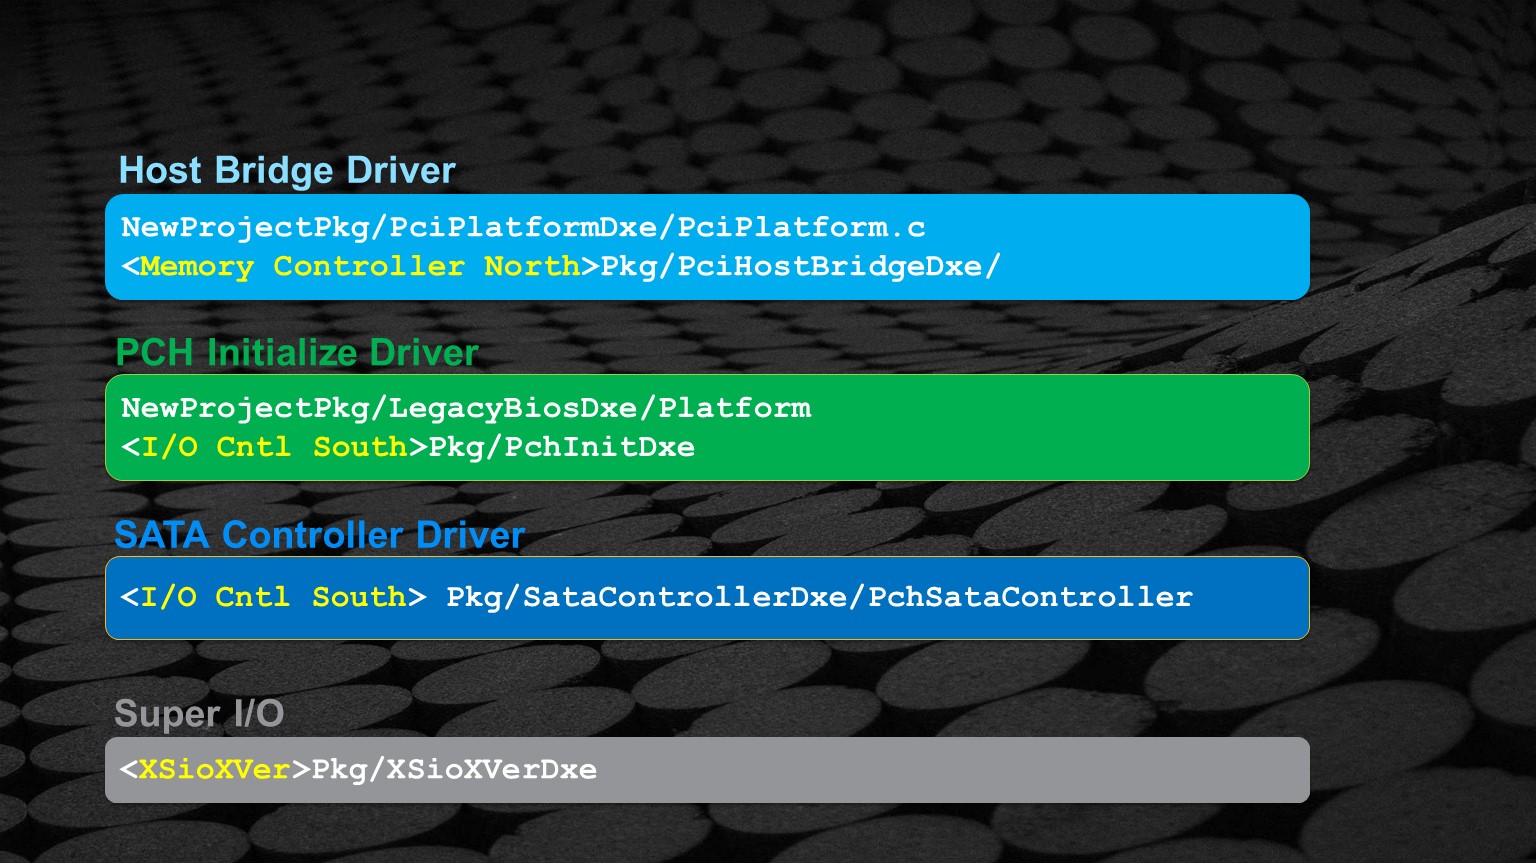 Host Bridge Driver
NewProjectPkg/PciPlatformDxe/PciPlatform.c
<Memory Controller North>Pkg/PciHostBridgeDxe/
PCH Initialize Driver
NewProjectPkg/LegacyBiosDxe/Platform
<I/O Cntl South>Pkg/PchInitDxe
SATA Controller Driver
<I/O Cntl South> Pkg/SataControllerDxe/PchSataController
Super I/O
<XSioXVer>Pkg/XSioXVerDxe